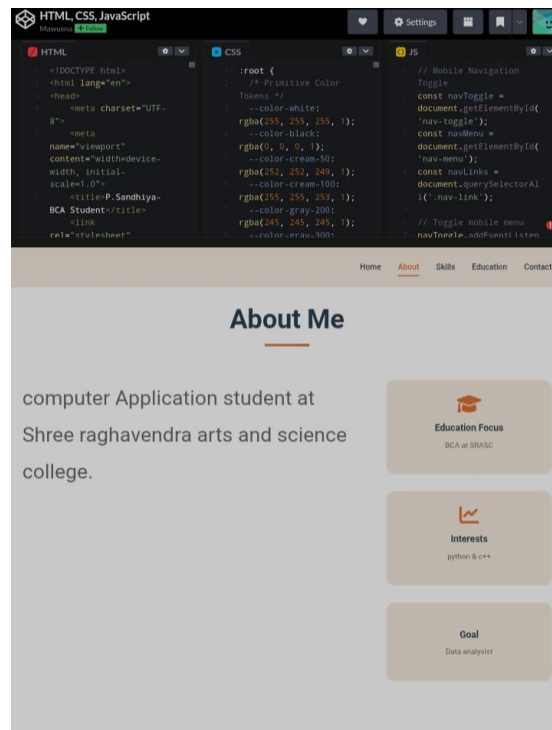 HTML, CSS, JavaScript
Mawuena
+ Follow
Settings
HTML
<!DOCTYPE html>
<html lang="en">
<head>
<meta charset="UTF-
8">
<meta
name="viewport"
content="width=device-
width, initial-
scale=1.0">
<title>P.Sandhiya-
BCA Student</title>
<link
rel="stylesheet"
CSS
:root {
/* Primitive Color
Tokens */
--color-white:
rgba(255, 255, 255, 1);
--color-black:
rgba(0, 0, 0, 1);
--color-cream-50:
rgba(252, 252, 249, 1);
--color-cream-100:
rgba(255, 255, 253, 1);
--color-gray-200:
rgba(245, 245, 245, 1);
--color-gray-300:
JS
// Mobile Navigation
Toggle
const navToggle =
document.getElementById(
'nav-toggle');
const navMenu =
document.getElementById(
'nav-menu');
const navLinks =
document.querySelectorAl
l('.nav-link');
// Toggle mobile menu
navToggle.addEventListen
Home About Skills Education Contact
About Me
computer Application student at
Shree raghavendra arts and science
college.
Education Focus
BCA at SRASC
Interests
python & c++
Goal
Data analysist